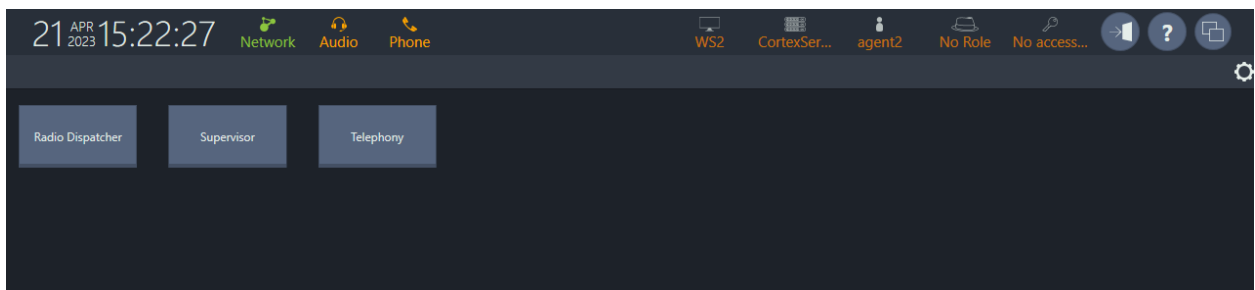 21 APR 2023 15:22:27 Network Audio Phone WS2 CortexSer... agent2 No Role No access... ?
Radio Dispatcher Supervisor Telephony